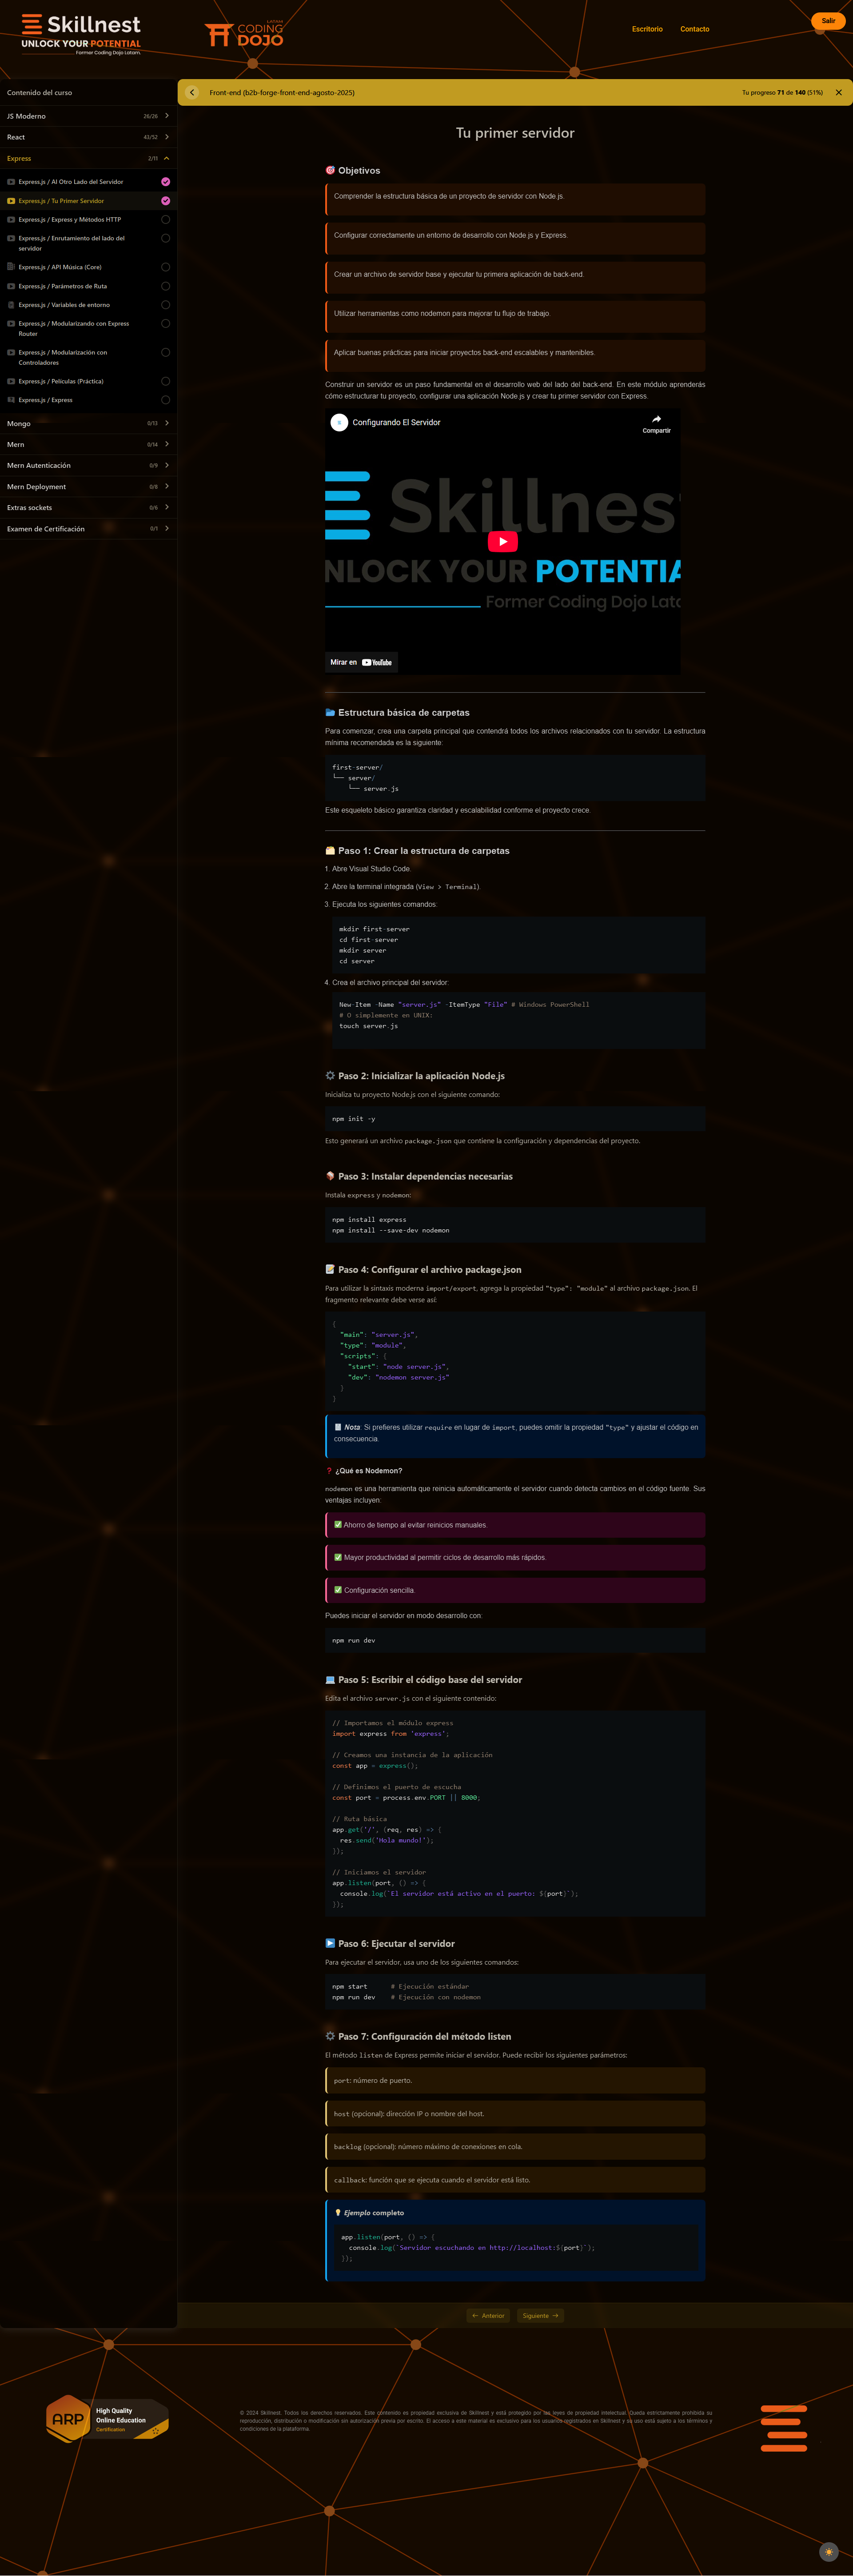 Skillnest
UNLOCK YOUR POTENTIAL
Former Coding Dojo Latam.
LATAM
CODING
DOJO
Escritorio
Contacto
Salir
Contenido del curso
JS Moderno 26/26
React 43/52
Express 2/11
Express.js / Al Otro Lado del Servidor
Express.js / Tu Primer Servidor
Express.js / Express y Métodos HTTP
Express.js / Enrutamiento del lado del
servidor
Express.js / API Música (Core)
Express.js / Parámetros de Ruta
Express.js / Variables de entorno
Express.js / Modularizando con Express
Router
Express.js / Modularización con
Controladores
Express.js / Películas (Práctica)
Express.js / Express
Mongo 0/13
Mern 0/14
Mern Autenticación 0/9
Mern Deployment 0/8
Extras sockets 0/6
Examen de Certificación 0/1
Front-end (b2b-forge-front-end-agosto-2025)
Tu progreso 71 de 140 (51%)
Tu primer servidor
🎯 Objetivos
Comprender la estructura básica de un proyecto de servidor con Node.js.
Configurar correctamente un entorno de desarrollo con Node.js y Express.
Crear un archivo de servidor base y ejecutar tu primera aplicación de back-end.
Utilizar herramientas como nodemon para mejorar tu flujo de trabajo.
Aplicar buenas prácticas para iniciar proyectos back-end escalables y mantenibles.
Construir un servidor es un paso fundamental en el desarrollo web del lado del back-end. En este módulo aprenderás
cómo estructurar tu proyecto, configurar una aplicación Node.js y crear tu primer servidor con Express.
Configurando El Servidor
Compartir
Skillnest
UNLOCK YOUR POTENTIA
Former Coding Dojo Lata
Mirar en YouTube
📂 Estructura básica de carpetas
Para comenzar, crea una carpeta principal que contendrá todos los archivos relacionados con tu servidor. La estructura
mínima recomendada es la siguiente:
first-server/
└── server/
    └── server.js
Este esqueleto básico garantiza claridad y escalabilidad conforme el proyecto crece.
🗂️ Paso 1: Crear la estructura de carpetas
1. Abre Visual Studio Code.
2. Abre la terminal integrada (View > Terminal).
3. Ejecuta los siguientes comandos:
mkdir first-server
cd first-server
mkdir server
cd server
4. Crea el archivo principal del servidor:
New-Item -Name "server.js" -ItemType "File" # Windows PowerShell
# O simplemente en UNIX:
touch server.js
⚙️ Paso 2: Inicializar la aplicación Node.js
Inicializa tu proyecto Node.js con el siguiente comando:
npm init -y
Esto generará un archivo package.json que contiene la configuración y dependencias del proyecto.
📦 Paso 3: Instalar dependencias necesarias
Instala express y nodemon:
npm install express
npm install --save-dev nodemon
📝 Paso 4: Configurar el archivo package.json
Para utilizar la sintaxis moderna import/export, agrega la propiedad "type": "module" al archivo package.json. El
fragmento relevante debe verse así:
{
  "main": "server.js",
  "type": "module",
  "scripts": {
    "start": "node server.js",
    "dev": "nodemon server.js"
  }
}
📘 Nota: Si prefieres utilizar require en lugar de import, puedes omitir la propiedad "type" y ajustar el código en
consecuencia.
❓ ¿Qué es Nodemon?
nodemon es una herramienta que reinicia automáticamente el servidor cuando detecta cambios en el código fuente. Sus
ventajas incluyen:
✅ Ahorro de tiempo al evitar reinicios manuales.
✅ Mayor productividad al permitir ciclos de desarrollo más rápidos.
✅ Configuración sencilla.
Puedes iniciar el servidor en modo desarrollo con:
npm run dev
💻 Paso 5: Escribir el código base del servidor
Edita el archivo server.js con el siguiente contenido:
// Importamos el módulo express
import express from 'express';
// Creamos una instancia de la aplicación
const app = express();
// Definimos el puerto de escucha
const port = process.env.PORT || 8000;
// Ruta básica
app.get('/', (req, res) => {
  res.send('Hola mundo!');
});
// Iniciamos el servidor
app.listen(port, () => {
  console.log(`El servidor está activo en el puerto: ${port}`);
});
▶️ Paso 6: Ejecutar el servidor
Para ejecutar el servidor, usa uno de los siguientes comandos:
npm start      # Ejecución estándar
npm run dev    # Ejecución con nodemon
⚙️ Paso 7: Configuración del método listen
El método listen de Express permite iniciar el servidor. Puede recibir los siguientes parámetros:
port: número de puerto.
host (opcional): dirección IP o nombre del host.
backlog (opcional): número máximo de conexiones en cola.
callback: función que se ejecuta cuando el servidor está listo.
💡 Ejemplo completo
app.listen(port, () => {
  console.log(`Servidor escuchando en http://localhost:${port}`);
});
← Anterior
Siguiente →
ARP
High Quality
Online Education
Certification
© 2024 Skillnest. Todos los derechos reservados. Este contenido es propiedad exclusiva de Skillnest y está protegido por las leyes de propiedad intelectual. Queda estrictamente prohibida su
reproducción, distribución o modificación sin autorización previa por escrito. El acceso a este material es exclusivo para los usuarios registrados en Skillnest y su uso está sujeto a los términos y
condiciones de la plataforma.